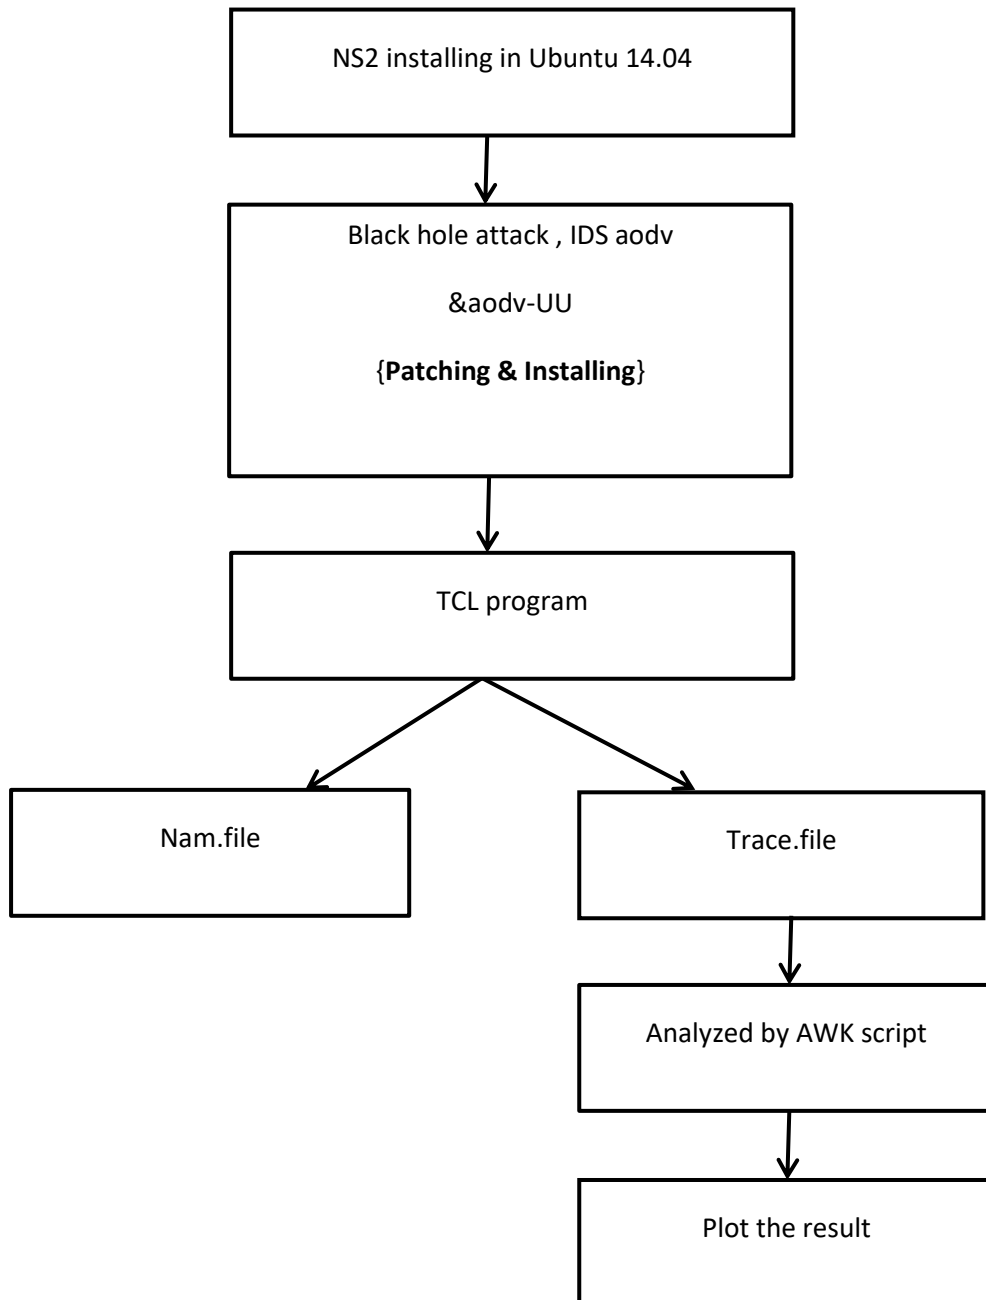 NS2 installing in Ubuntu 14.04
Black hole attack , IDS aodv
&aodv-UU
{Patching & Installing}
TCL program
Nam.file
Trace.file
Analyzed by AWK script
Plot the result